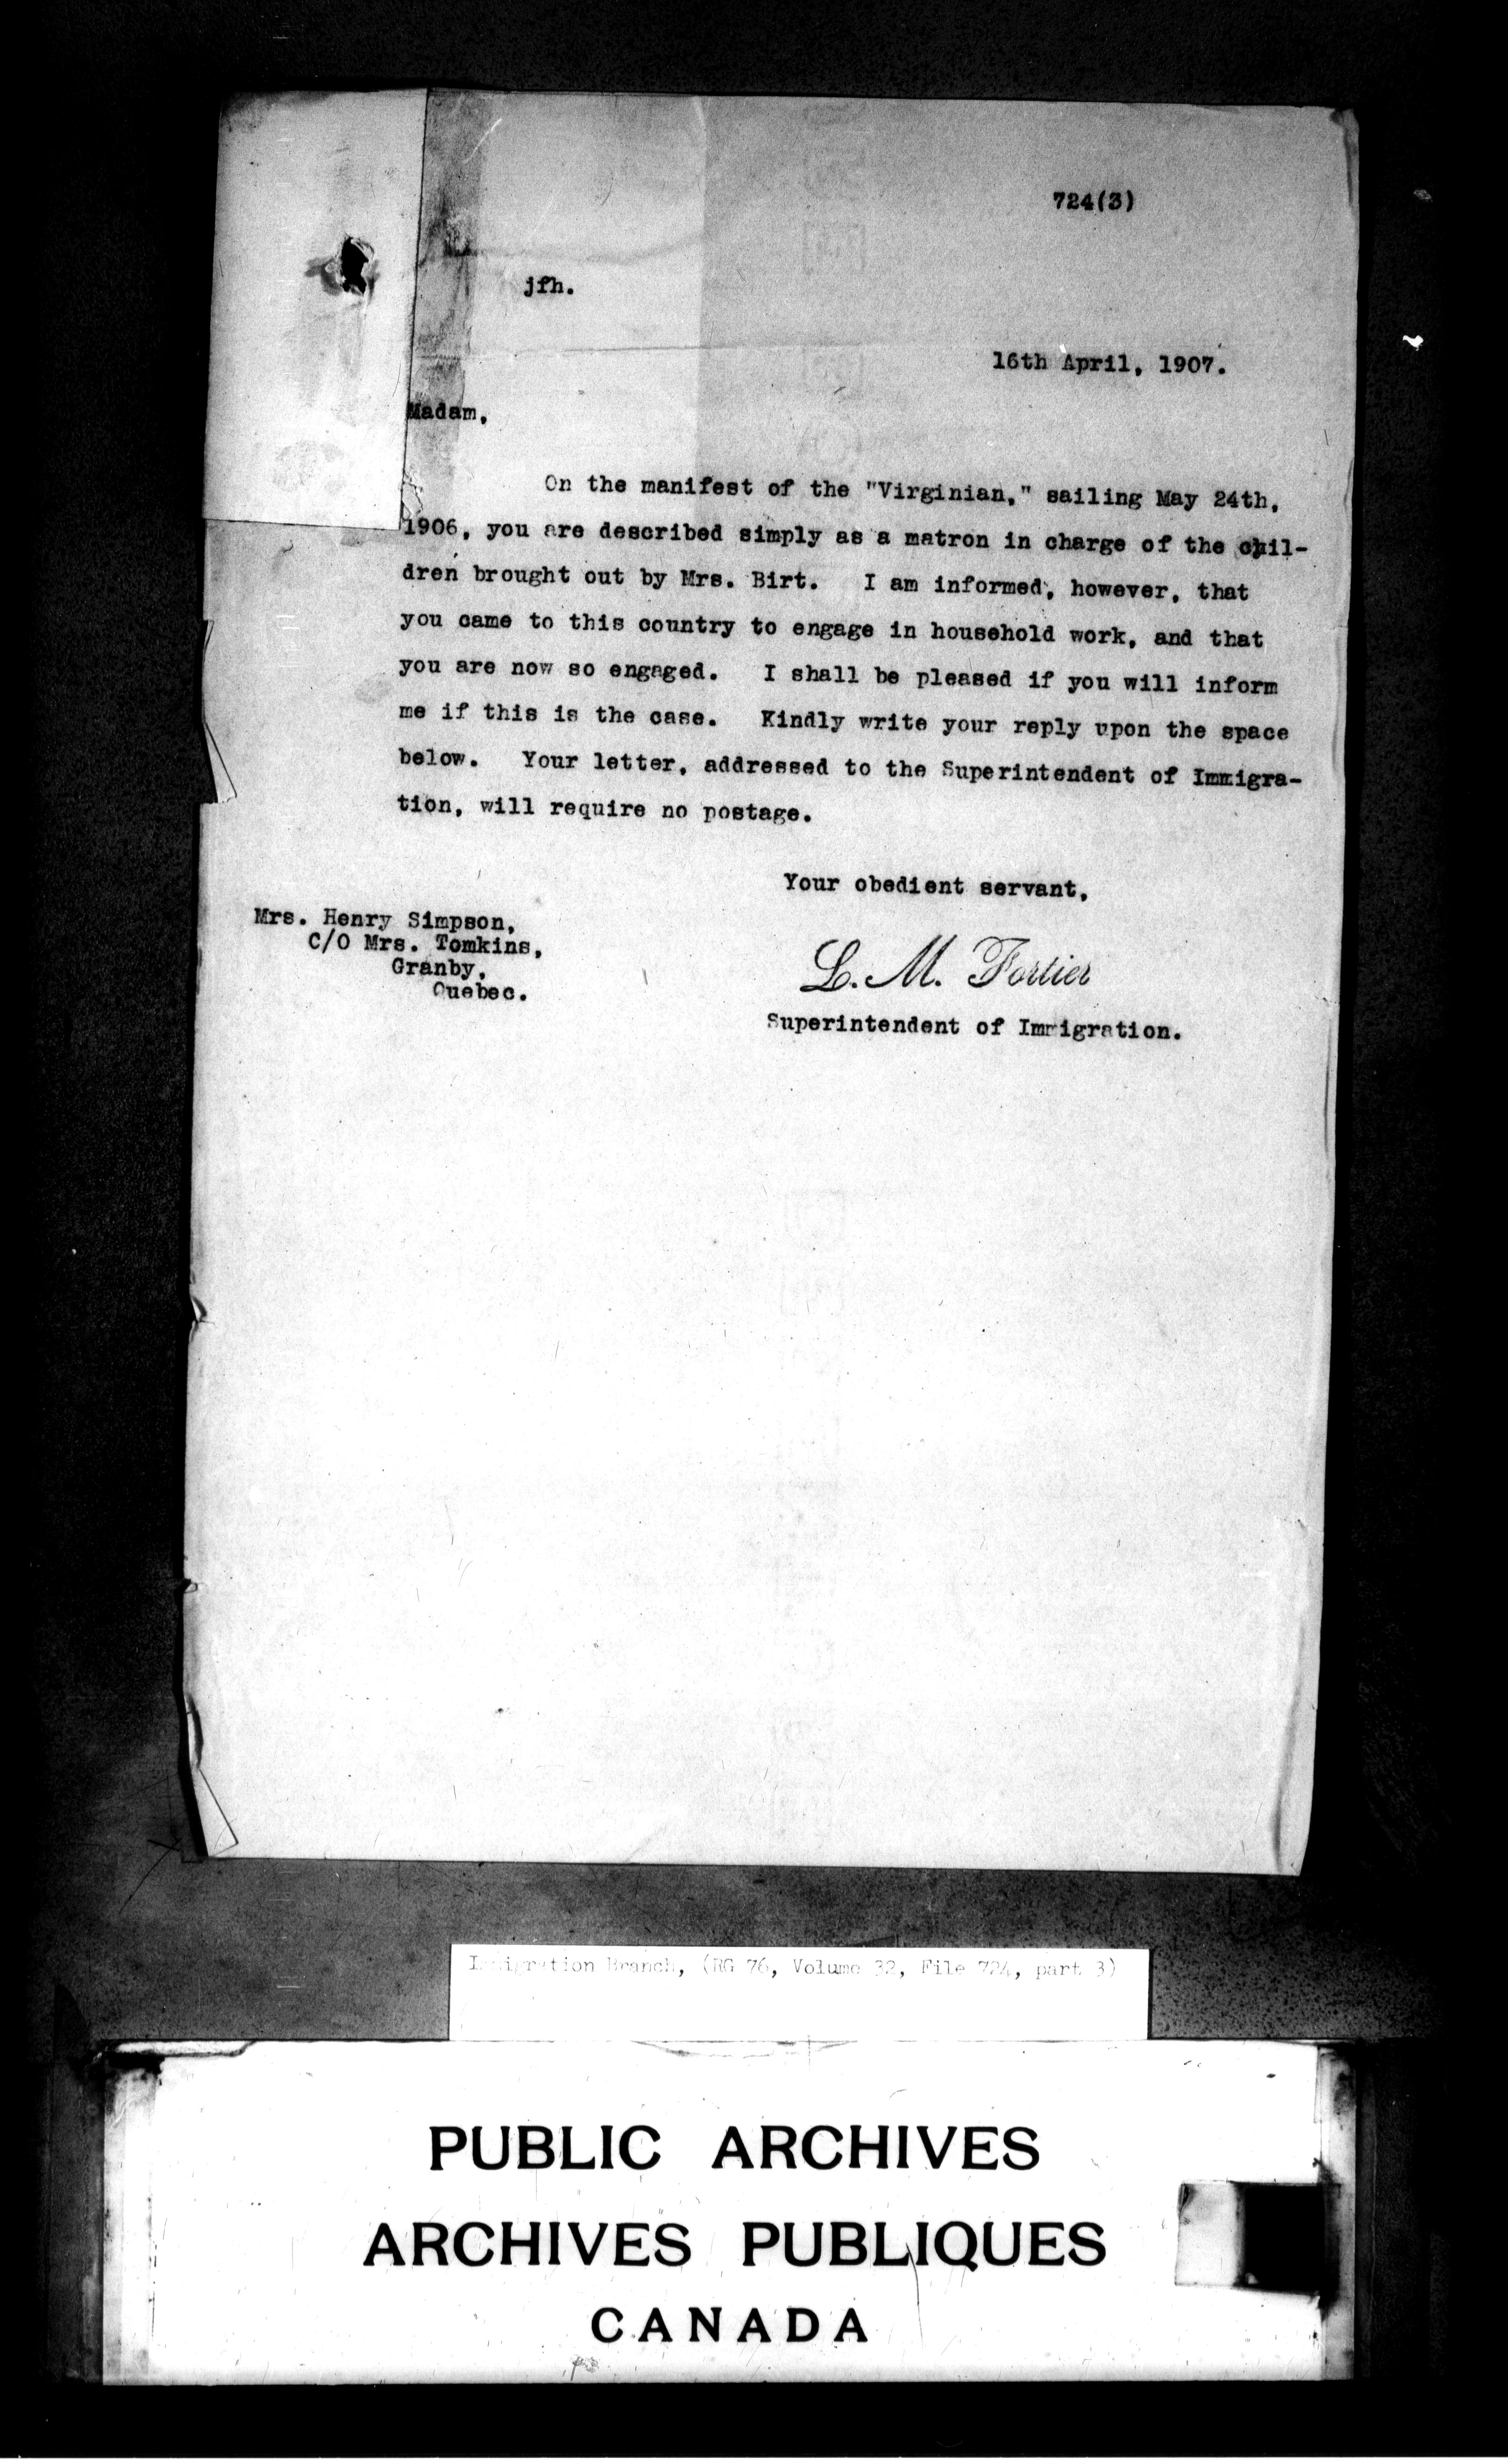 724(3)
jfh.
16th April, 1907.
Madam,
On the manifest of the "Virginian," sailing May 24th,
1906, you are described simply as a matron in charge of the chil-
dren brought out by Mrs. Birt. I am informed, however, that
you came to this country to engage in household work, and that
you are now so engaged. I shall be pleased if you will inform
me if this is the case. Kindly write your reply upon the space
below. Your letter, addressed to the Superintendent of Immigra-
tion, will require no postage.
Your obedient servant,
Mrs. Henry Simpson,
C/O Mrs. Tomkins,
Granby,
Quebec.
L. M. Fortier
Superintendent of Immigration.
Immigration Branch, (RG 76, Volume 32, File 724, part 3)
PUBLIC ARCHIVES
ARCHIVES PUBLIQUES
CANADA